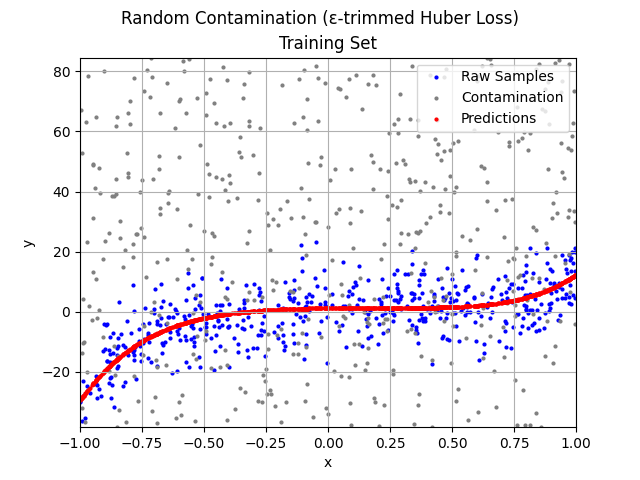 Random Contamination (ε-trimmed Huber Loss)
Training Set
Raw Samples
Contamination
Predictions
y
80
60
40
20
0
−20
−1.00 −0.75 −0.50 −0.25 0.00 0.25 0.50 0.75 1.00
x